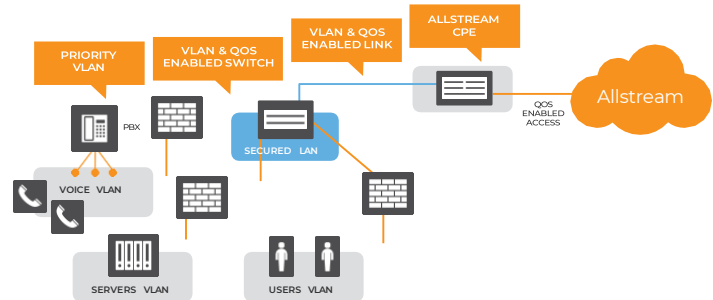 ALLSTREAM
CPE
VLAN & QOS
ENABLED LINK
VLAN & QOS
ENABLED SWITCH
PRIORITY
VLAN
Allstream
QOS
ENABLED
ACCESS
PBX
SECURED LAN
VOICE VLAN
SERVERS VLAN
USERS VLAN